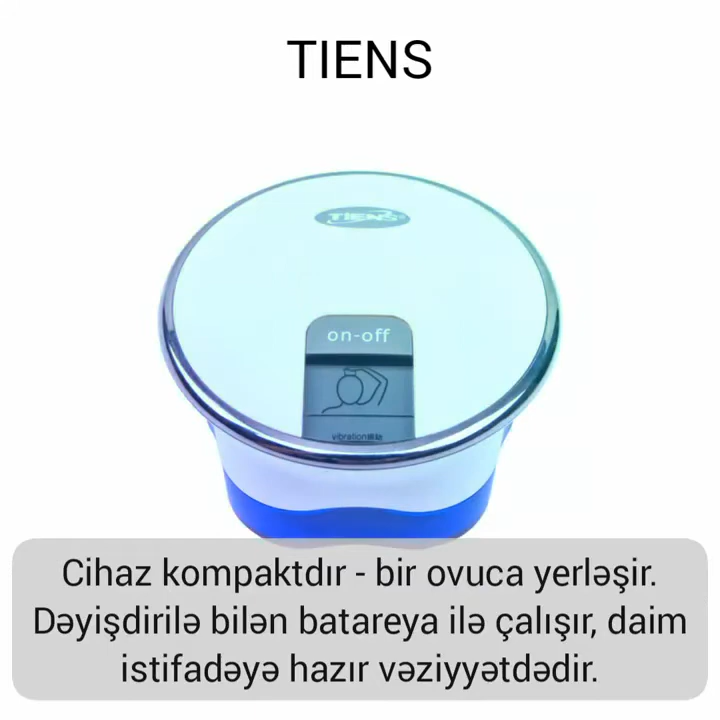 TIENS
TIENS
on-off
vibration
Cihaz kompaktdır - bir ovuca yerləşir.
Dəyişdirilə bilən batareya ilə çalışır, daim
istifadəyə hazır vəziyyətdədir.